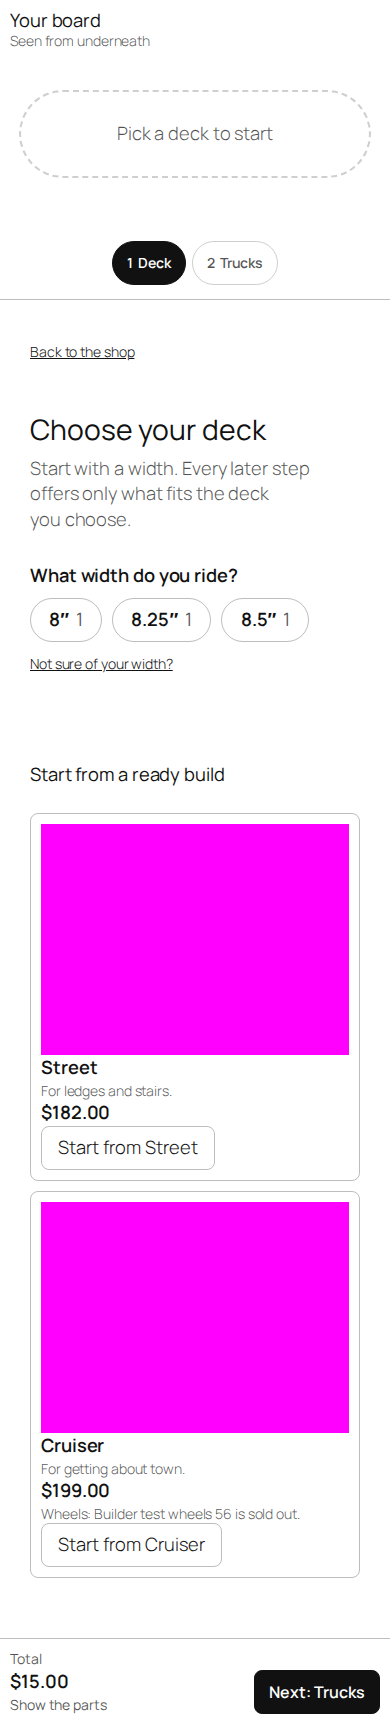 Your board
Seen from underneath
Pick a deck to start
1 Deck
2 Trucks
Back to the shop
Choose your deck
Start with a width. Every later step
offers only what fits the deck
you choose.
What width do you ride?
8″ 1
8.25″ 1
8.5″ 1
Not sure of your width?
Start from a ready build
Street
For ledges and stairs.
$182.00
Start from Street
Cruiser
For getting about town.
$199.00
Wheels: Builder test wheels 56 is sold out.
Start from Cruiser
Total
$15.00
Show the parts
Next: Trucks